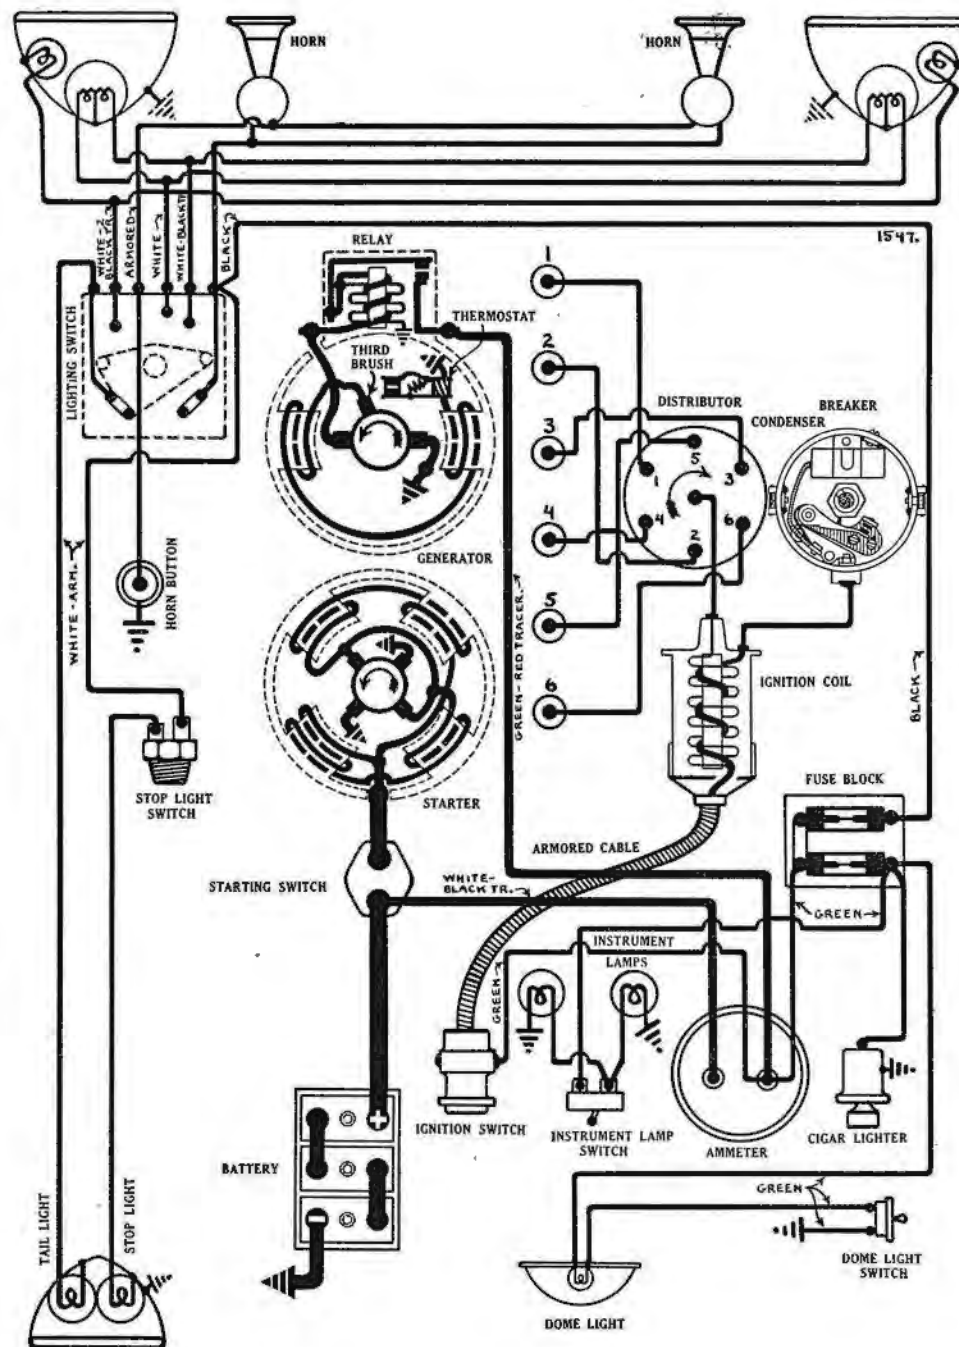 HORN
HORN
WHITE-2
BLACK TR.
ARMORED
WHITE
WHITE-BLACK TR
BLACK
1547.
RELAY
THERMOSTAT
THIRD
BRUSH
LIGHTING SWITCH
GENERATOR
1
2
3
4
5
6
DISTRIBUTOR
CONDENSER
BREAKER
5
1
3
4
6
2
WHITE-ARM.
HORN BUTTON
GREEN-RED TRACER.
IGNITION COIL
BLACK
STOP LIGHT
SWITCH
STARTER
FUSE BLOCK
ARMORED CABLE
STARTING SWITCH
WHITE-
BLACK TR.
GREEN
INSTRUMENT
LAMPS
GREEN
IGNITION SWITCH
INSTRUMENT LAMP
SWITCH
AMMETER
CIGAR LIGHTER
BATTERY
GREEN
TAIL LIGHT
STOP LIGHT
DOME LIGHT
SWITCH
DOME LIGHT